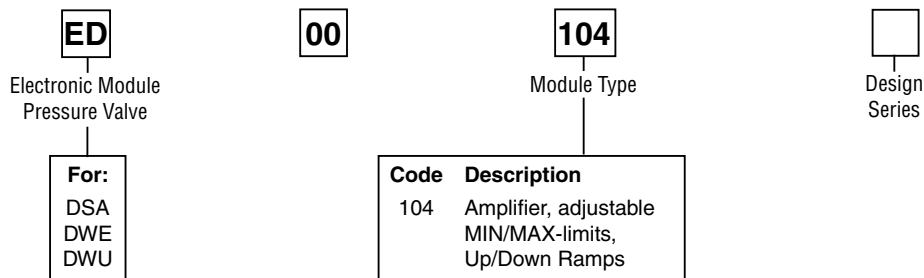 ED 00 104
Electronic Module
Pressure Valve
Module Type
Design
Series
For:
DSA
DWE
DWU
Code Description
104 Amplifier, adjustable
MIN/MAX-limits,
Up/Down Ramps